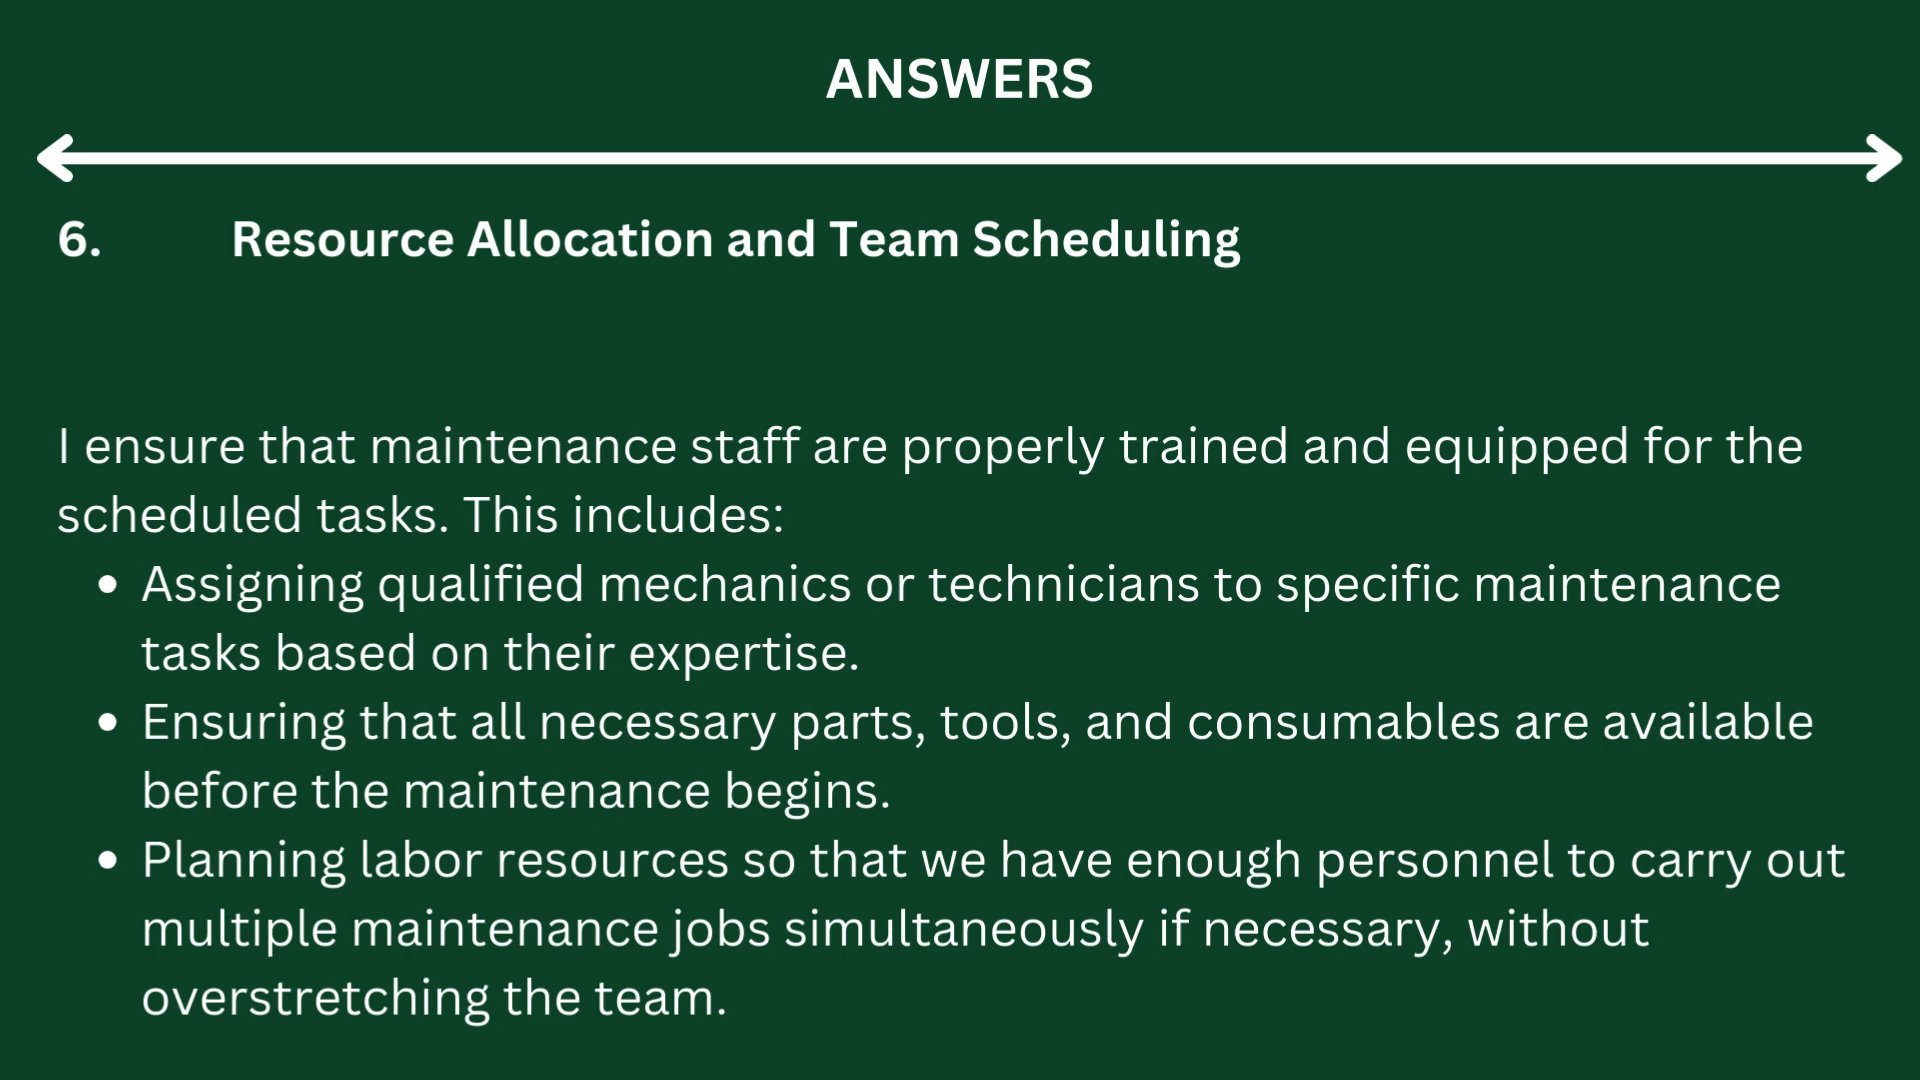 ANSWERS
6. Resource Allocation and Team Scheduling
I ensure that maintenance staff are properly trained and equipped for the
scheduled tasks. This includes:
• Assigning qualified mechanics or technicians to specific maintenance
tasks based on their expertise.
• Ensuring that all necessary parts, tools, and consumables are available
before the maintenance begins.
• Planning labor resources so that we have enough personnel to carry out
multiple maintenance jobs simultaneously if necessary, without
overstretching the team.